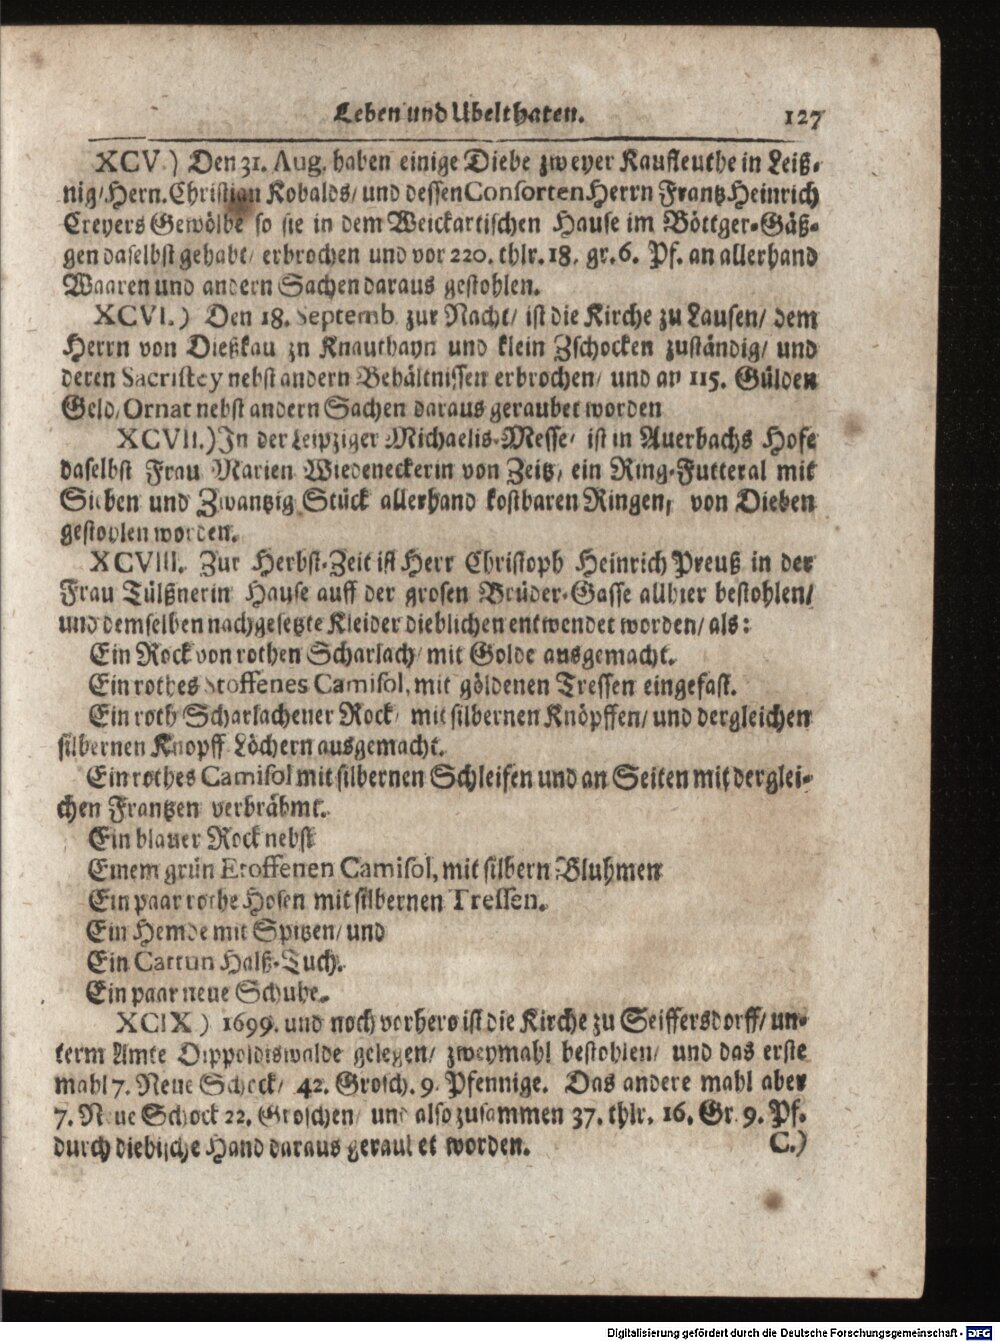 Leben und Ubelthaten. 127
XCV.) Den 31. Aug. haben einige Diebe zweyer Kaufleuthe in Leiß-
nig/ Hern. Christian Kobalds/ und dessen Consorten Herrn Frantz Heinrich
Creyers Gewölbe so sie in dem Weickartischen Hause im Böttger-Gäß-
gen daselbst gehabt/ erbrochen und vor 220. thlr. 18. gr. 6. Pf. an allerhand
Waaren und andern Sachen daraus gestohlen.
XCVI.) Den 18. Septemb. zur Nacht/ ist die Kirche zu Lausen/ dem
Herrn von Dießkau zu Knauthayn und klein Zschocken zuständig/ und
deren Sacristey nebst andern Behältnissen erbrochen/ und an 115. Gülden
Geld, Ornat nebst andern Sachen daraus geraubet worden
XCVII.) In der Leipziger Michaelis-Messe/ ist in Auerbachs Hofe
daselbst Frau Marien Wiedeneckerin von Zeitz/ ein Ring-Futteral mit
Sieben und Zwantzig Stück allerhand kostbaren Ringen, von Dieben
gestohlen worden.
XCVIII. Zur Herbst-Zeit ist Herr Christoph Heinrich Preuß in der
Frau Tülßnerin Hause auff der grosen Brüder-Gasse allhier bestohlen/
und demselben nachgesetzte Kleider dieblichen entwendet worden/ als:
Ein Rock von rothen Scharlach/ mit Golde ausgemacht.
Ein rothes Stoffenes Camisol, mit göldenen Tressen eingefast.
Ein roth Scharlachener Rock/ mit silbernen Knöpffen/ und dergleichen
silbernen Knopff Löchern ausgemacht.
Ein rothes Camisol mit silbernen Schleifen und an Seiten mit derglei-
chen Frantzen verbrähmt.
Ein blauer Rock nebst
Einem grün Etoffenen Camisol, mit silbern Bluhmen
Ein paar rothe Hosen mit silbernen Tressen.
Ein Hemde mit Spitzen/ und
Ein Cattun Halß-Tuch.
Ein paar neue Schuhe.
XCIX.) 1699. und noch vorhero ist die Kirche zu Seiffersdorff/ un-
term Amte Dippoldiswalde gelegen/ zweymahl bestohlen/ und das erste
mahl 7. Neue Schock/ 42. Grosch. 9. Pfennige. Das andere mahl aber
7. Neue Schock 22. Groschen/ und also zusammen 37. thlr. 16. Gr. 9. Pf.
durch diebische Hand daraus geraubet worden. C.)
Digitalisierung gefördert durch die Deutsche Forschungsgemeinschaft - DFG